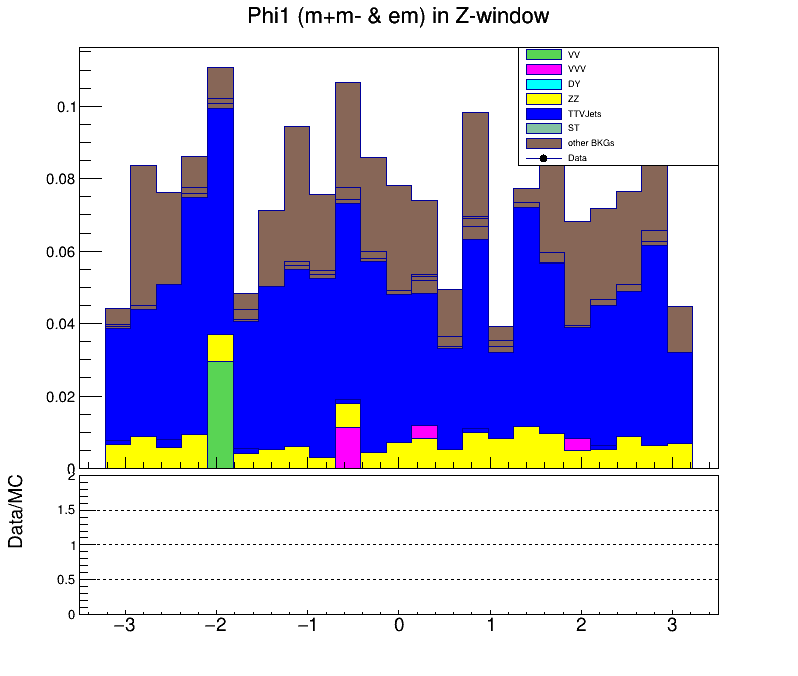 Phi1 (m+m- & em) in Z-window
VV
VVV
DY
ZZ
TTVJets
ST
other BKGs
Data
0.1
0.08
0.06
0.04
0.02
0
2
1.5
1
0.5
0
Data/MC
−3 −2 −1 0 1 2 3